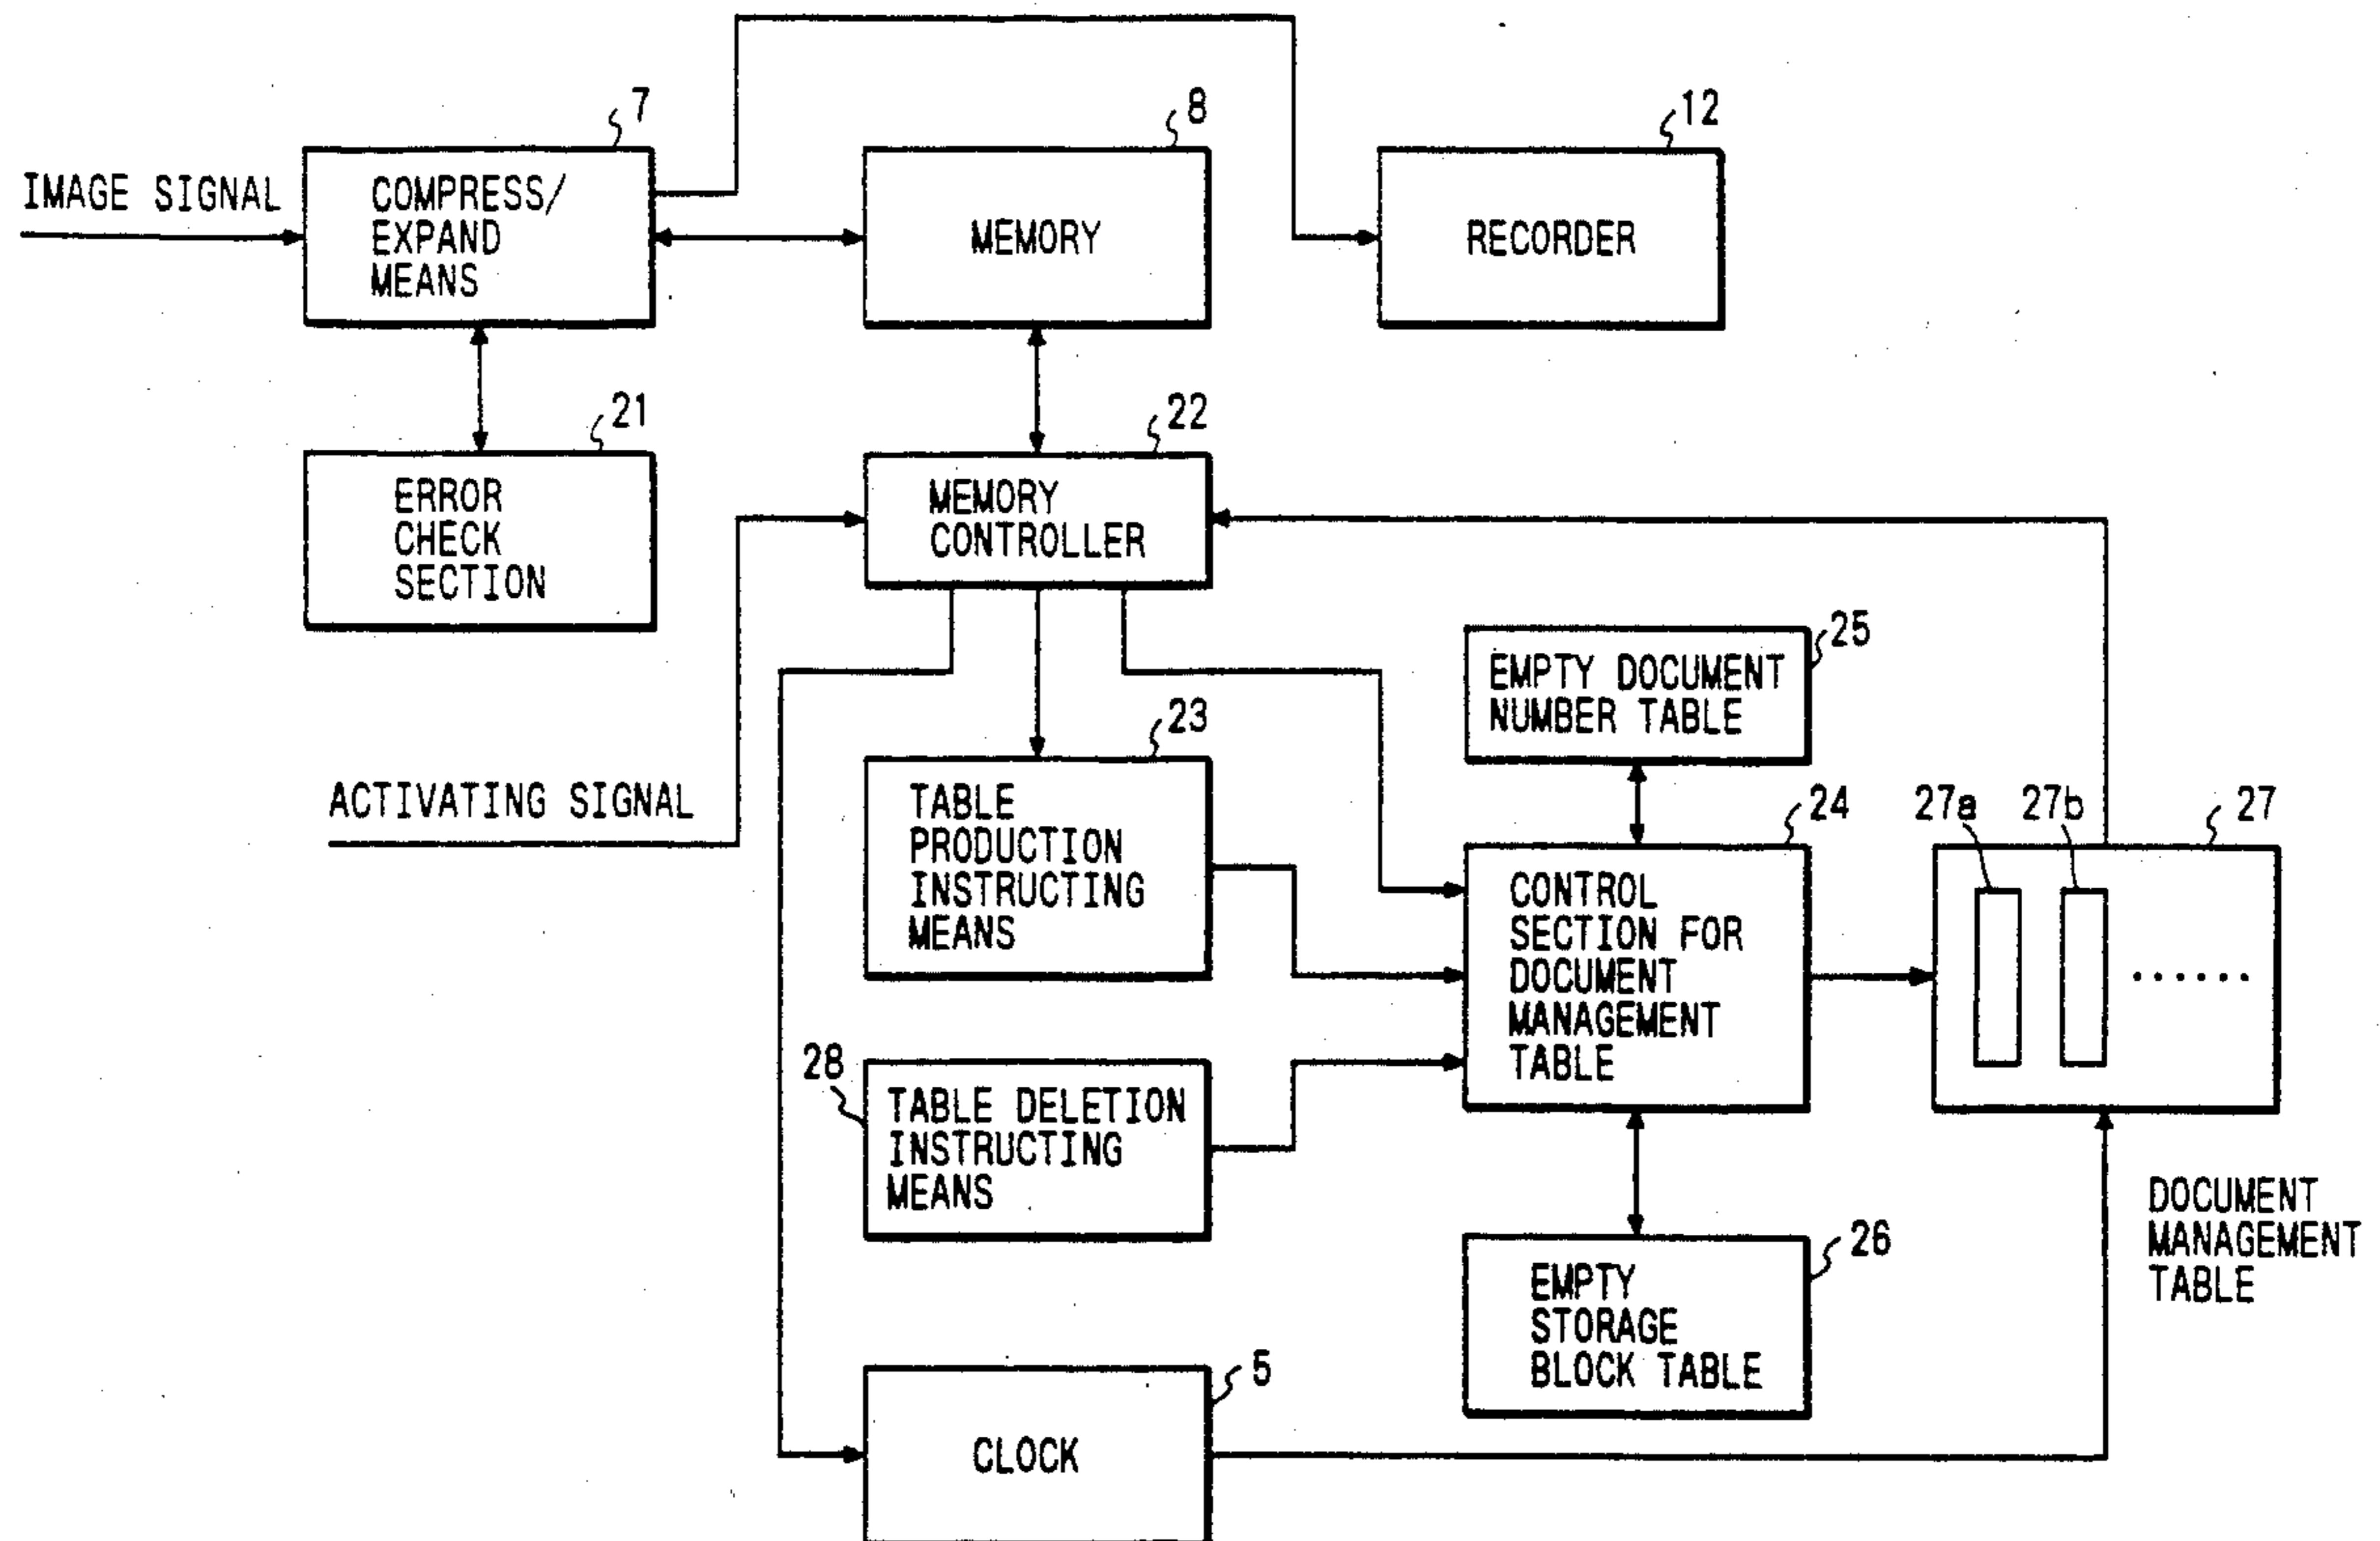 7
8
12
IMAGE SIGNAL
COMPRESS/
EXPAND
MEANS
MEMORY
RECORDER
21
22
ERROR
CHECK
SECTION
MEMORY
CONTROLLER
25
EMPTY DOCUMENT
NUMBER TABLE
23
ACTIVATING SIGNAL
TABLE
PRODUCTION
INSTRUCTING
MEANS
24
27a
27b
27
CONTROL
SECTION FOR
DOCUMENT
MANAGEMENT
TABLE
......
28
TABLE DELETION
INSTRUCTING
MEANS
DOCUMENT
MANAGEMENT
TABLE
26
EMPTY
STORAGE
BLOCK TABLE
5
CLOCK